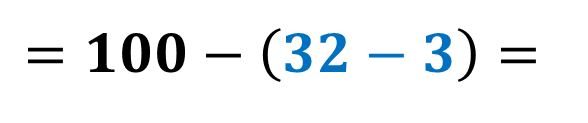 = 100 − (32 − 3) =